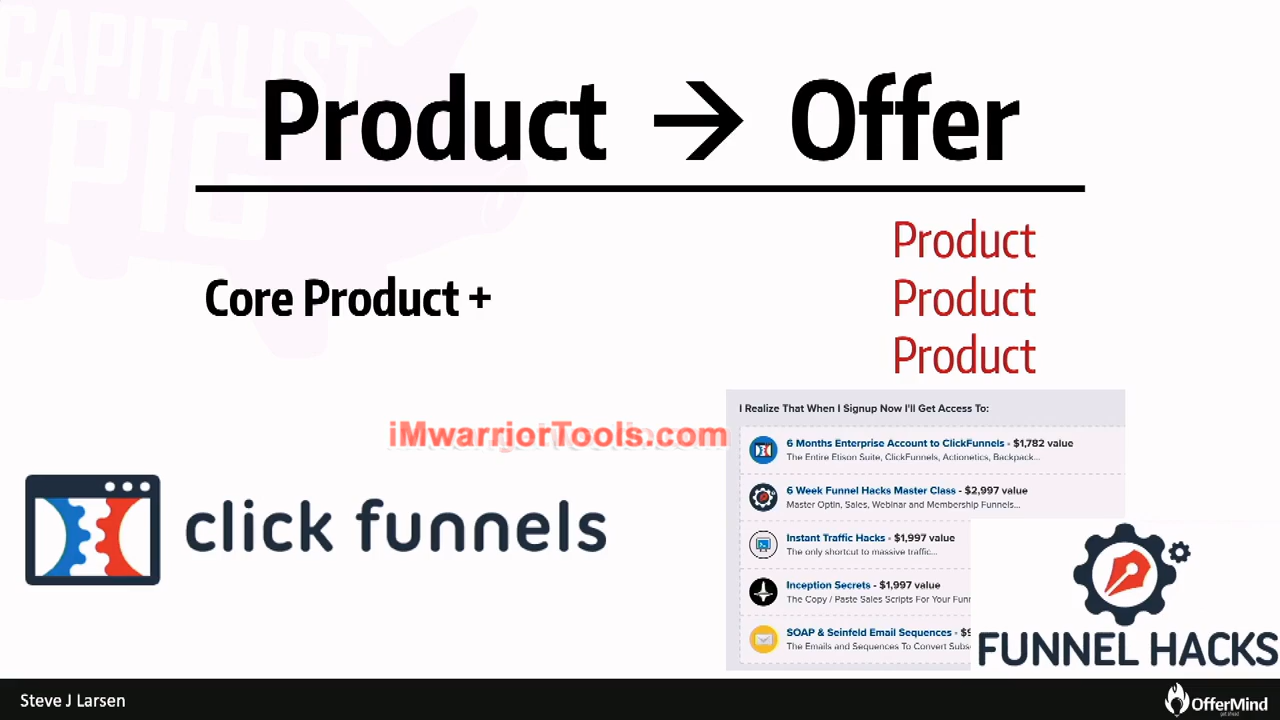 CAPITALIST
PIG
Product → Offer
Core Product +
Product
Product
Product
iMwarriorTools.com
click funnels
I Realize That When I Signup Now I'll Get Access To:
6 Months Enterprise Account to ClickFunnels - $1,782 value
The Entire Etison Suite, ClickFunnels, Actionetics, Backpack...
6 Week Funnel Hacks Master Class - $2,997 value
Master Optin, Sales, Webinar and Membership Funnels...
Instant Traffic Hacks - $1,997 value
The only shortcut to massive traffic...
Inception Secrets - $1,997 value
The Copy / Paste Sales Scripts For Your
SOAP & Seinfeld Email Sequences -
The Emails and Sequences To Convert
FUNNEL HACKS
Steve J Larsen
OfferMind